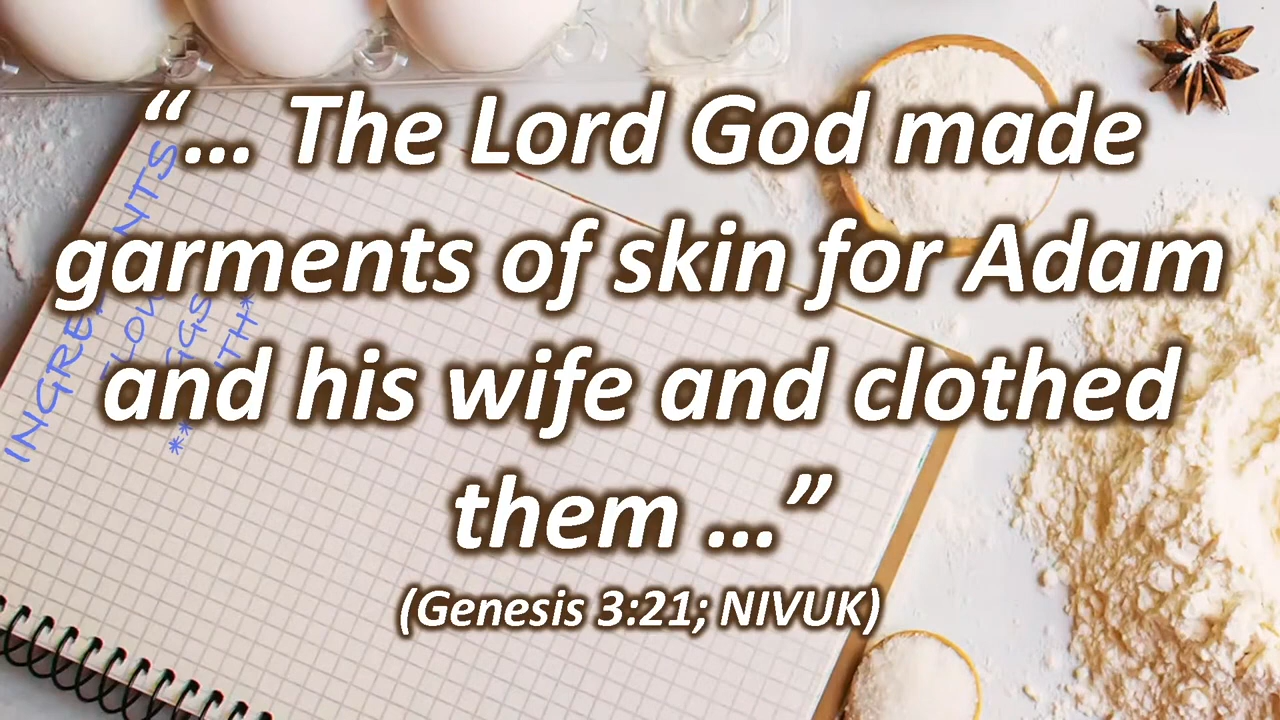 “... The Lord God made
garments of skin for Adam
and his wife and clothed
them ...”
(Genesis 3:21; NIVUK)